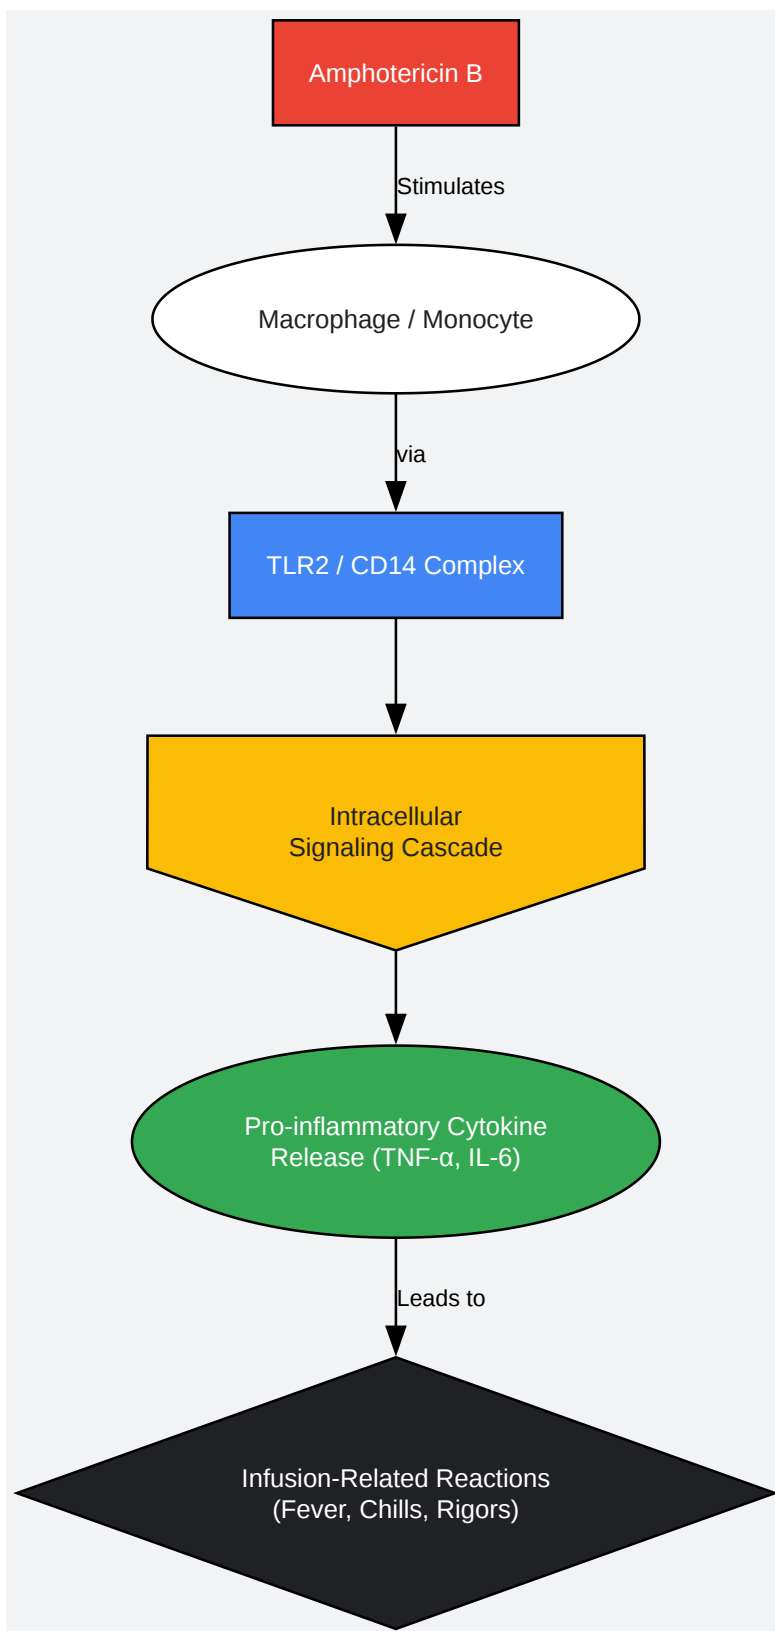 Amphotericin B
Stimulates
Macrophage / Monocyte
via
TLR2 / CD14 Complex
Intracellular
Signaling Cascade
Pro-inflammatory Cytokine
Release (TNF-α, IL-6)
Leads to
Infusion-Related Reactions
(Fever, Chills, Rigors)